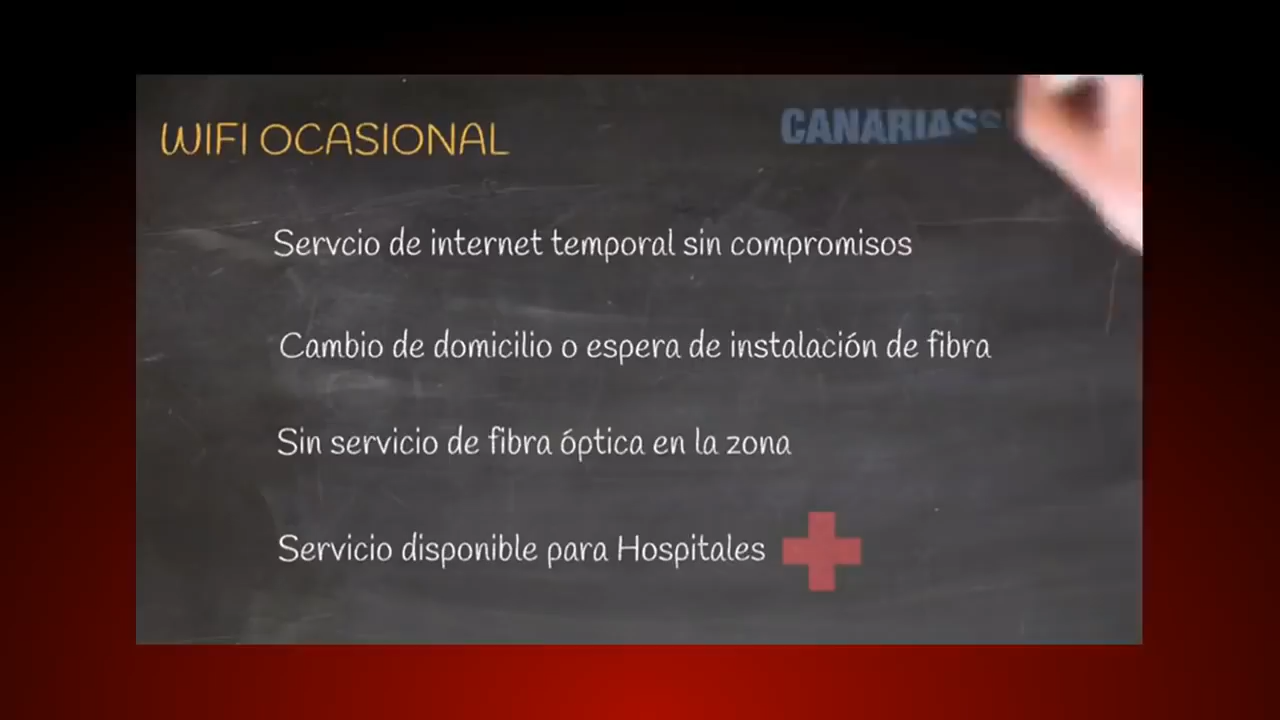 WIFI OCASIONAL
CANARIAS
Servcio de internet temporal sin compromisos
Cambio de domicilio o espera de instalación de fibra
Sin servicio de fibra óptica en la zona
Servicio disponible para Hospitales